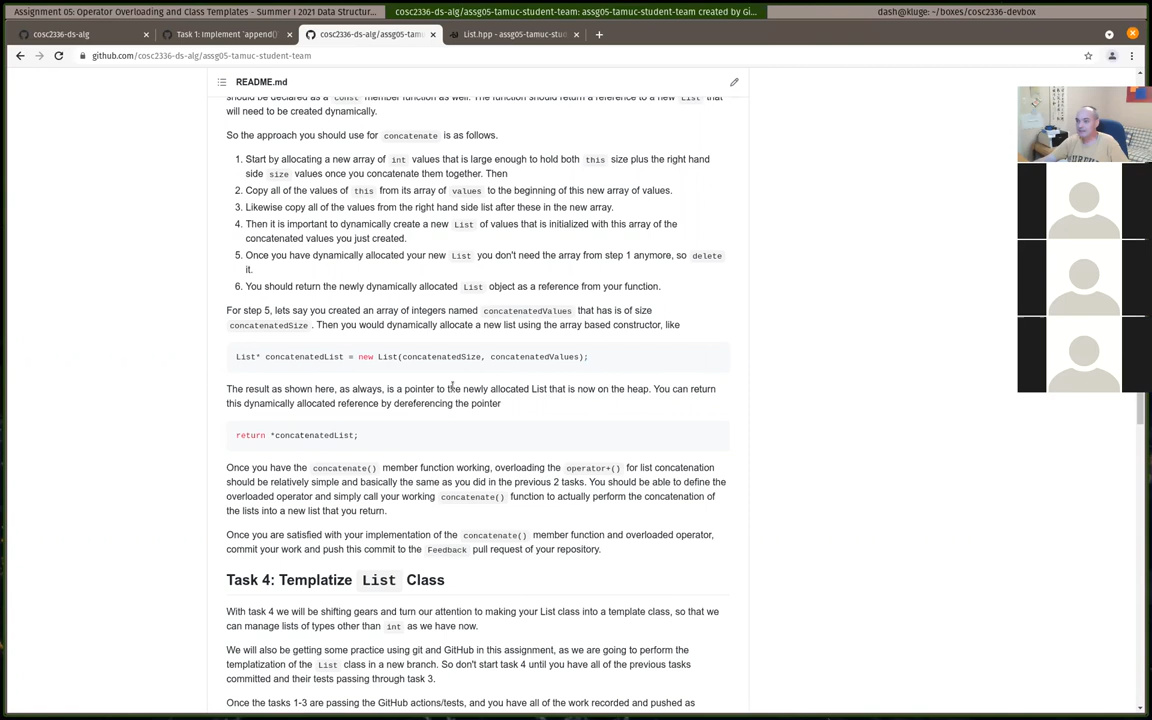 Assignment 05: Operator Overloading and Class Templates - Summer I 2021 Data Structur...
cosc2336-ds-alg/assg05-tamuc-student-team: assg05-tamuc-student-team created by Gi...
dash@kluge: ~/boxes/cosc2336-devbox
cosc2336-ds-alg
Task 1: Implement `append()
cosc2336-ds-alg/assg05-tam
List.hpp - assg05-tamuc-stu
github.com/cosc2336-ds-alg/assg05-tamuc-student-team
README.md
should be declared as a const member function as well. The function should return a reference to a new List that
will need to be created dynamically.
So the approach you should use for concatenate is as follows.
1. Start by allocating a new array of int values that is large enough to hold both this size plus the right hand
side size values once you concatenate them together. Then
2. Copy all of the values of this from its array of values to the beginning of this new array of values.
3. Likewise copy all of the values from the right hand side list after these in the new array.
4. Then it is important to dynamically create a new List of values that is initialized with this array of the
concatenated values you just created.
5. Once you have dynamically allocated your new List you don't need the array from step 1 anymore, so delete
it.
6. You should return the newly dynamically allocated List object as a reference from your function.
For step 5, lets say you created an array of integers named concatenatedValues that has is of size
concatenatedSize . Then you would dynamically allocate a new list using the array based constructor, like
List* concatenatedList = new List(concatenatedSize, concatenatedValues);
The result as shown here, as always, is a pointer to the newly allocated List that is now on the heap. You can return
this dynamically allocated reference by dereferencing the pointer
return *concatenatedList;
Once you have the concatenate() member function working, overloading the operator+() for list concatenation
should be relatively simple and basically the same as you did in the previous 2 tasks. You should be able to define the
overloaded operator and simply call your working concatenate() function to actually perform the concatenation of
the lists into a new list that you return.
Once you are satisfied with your implementation of the concatenate() member function and overloaded operator,
commit your work and push this commit to the Feedback pull request of your repository.
Task 4: Templatize List Class
With task 4 we will be shifting gears and turn our attention to making your List class into a template class, so that we
can manage lists of types other than int as we have now.
We will also be getting some practice using git and GitHub in this assignment, as we are going to perform the
templatization of the List class in a new branch. So don't start task 4 until you have all of the previous tasks
committed and their tests passing through task 3.
Once the tasks 1-3 are passing the GitHub actions/tests, and you have all of the work recorded and pushed as